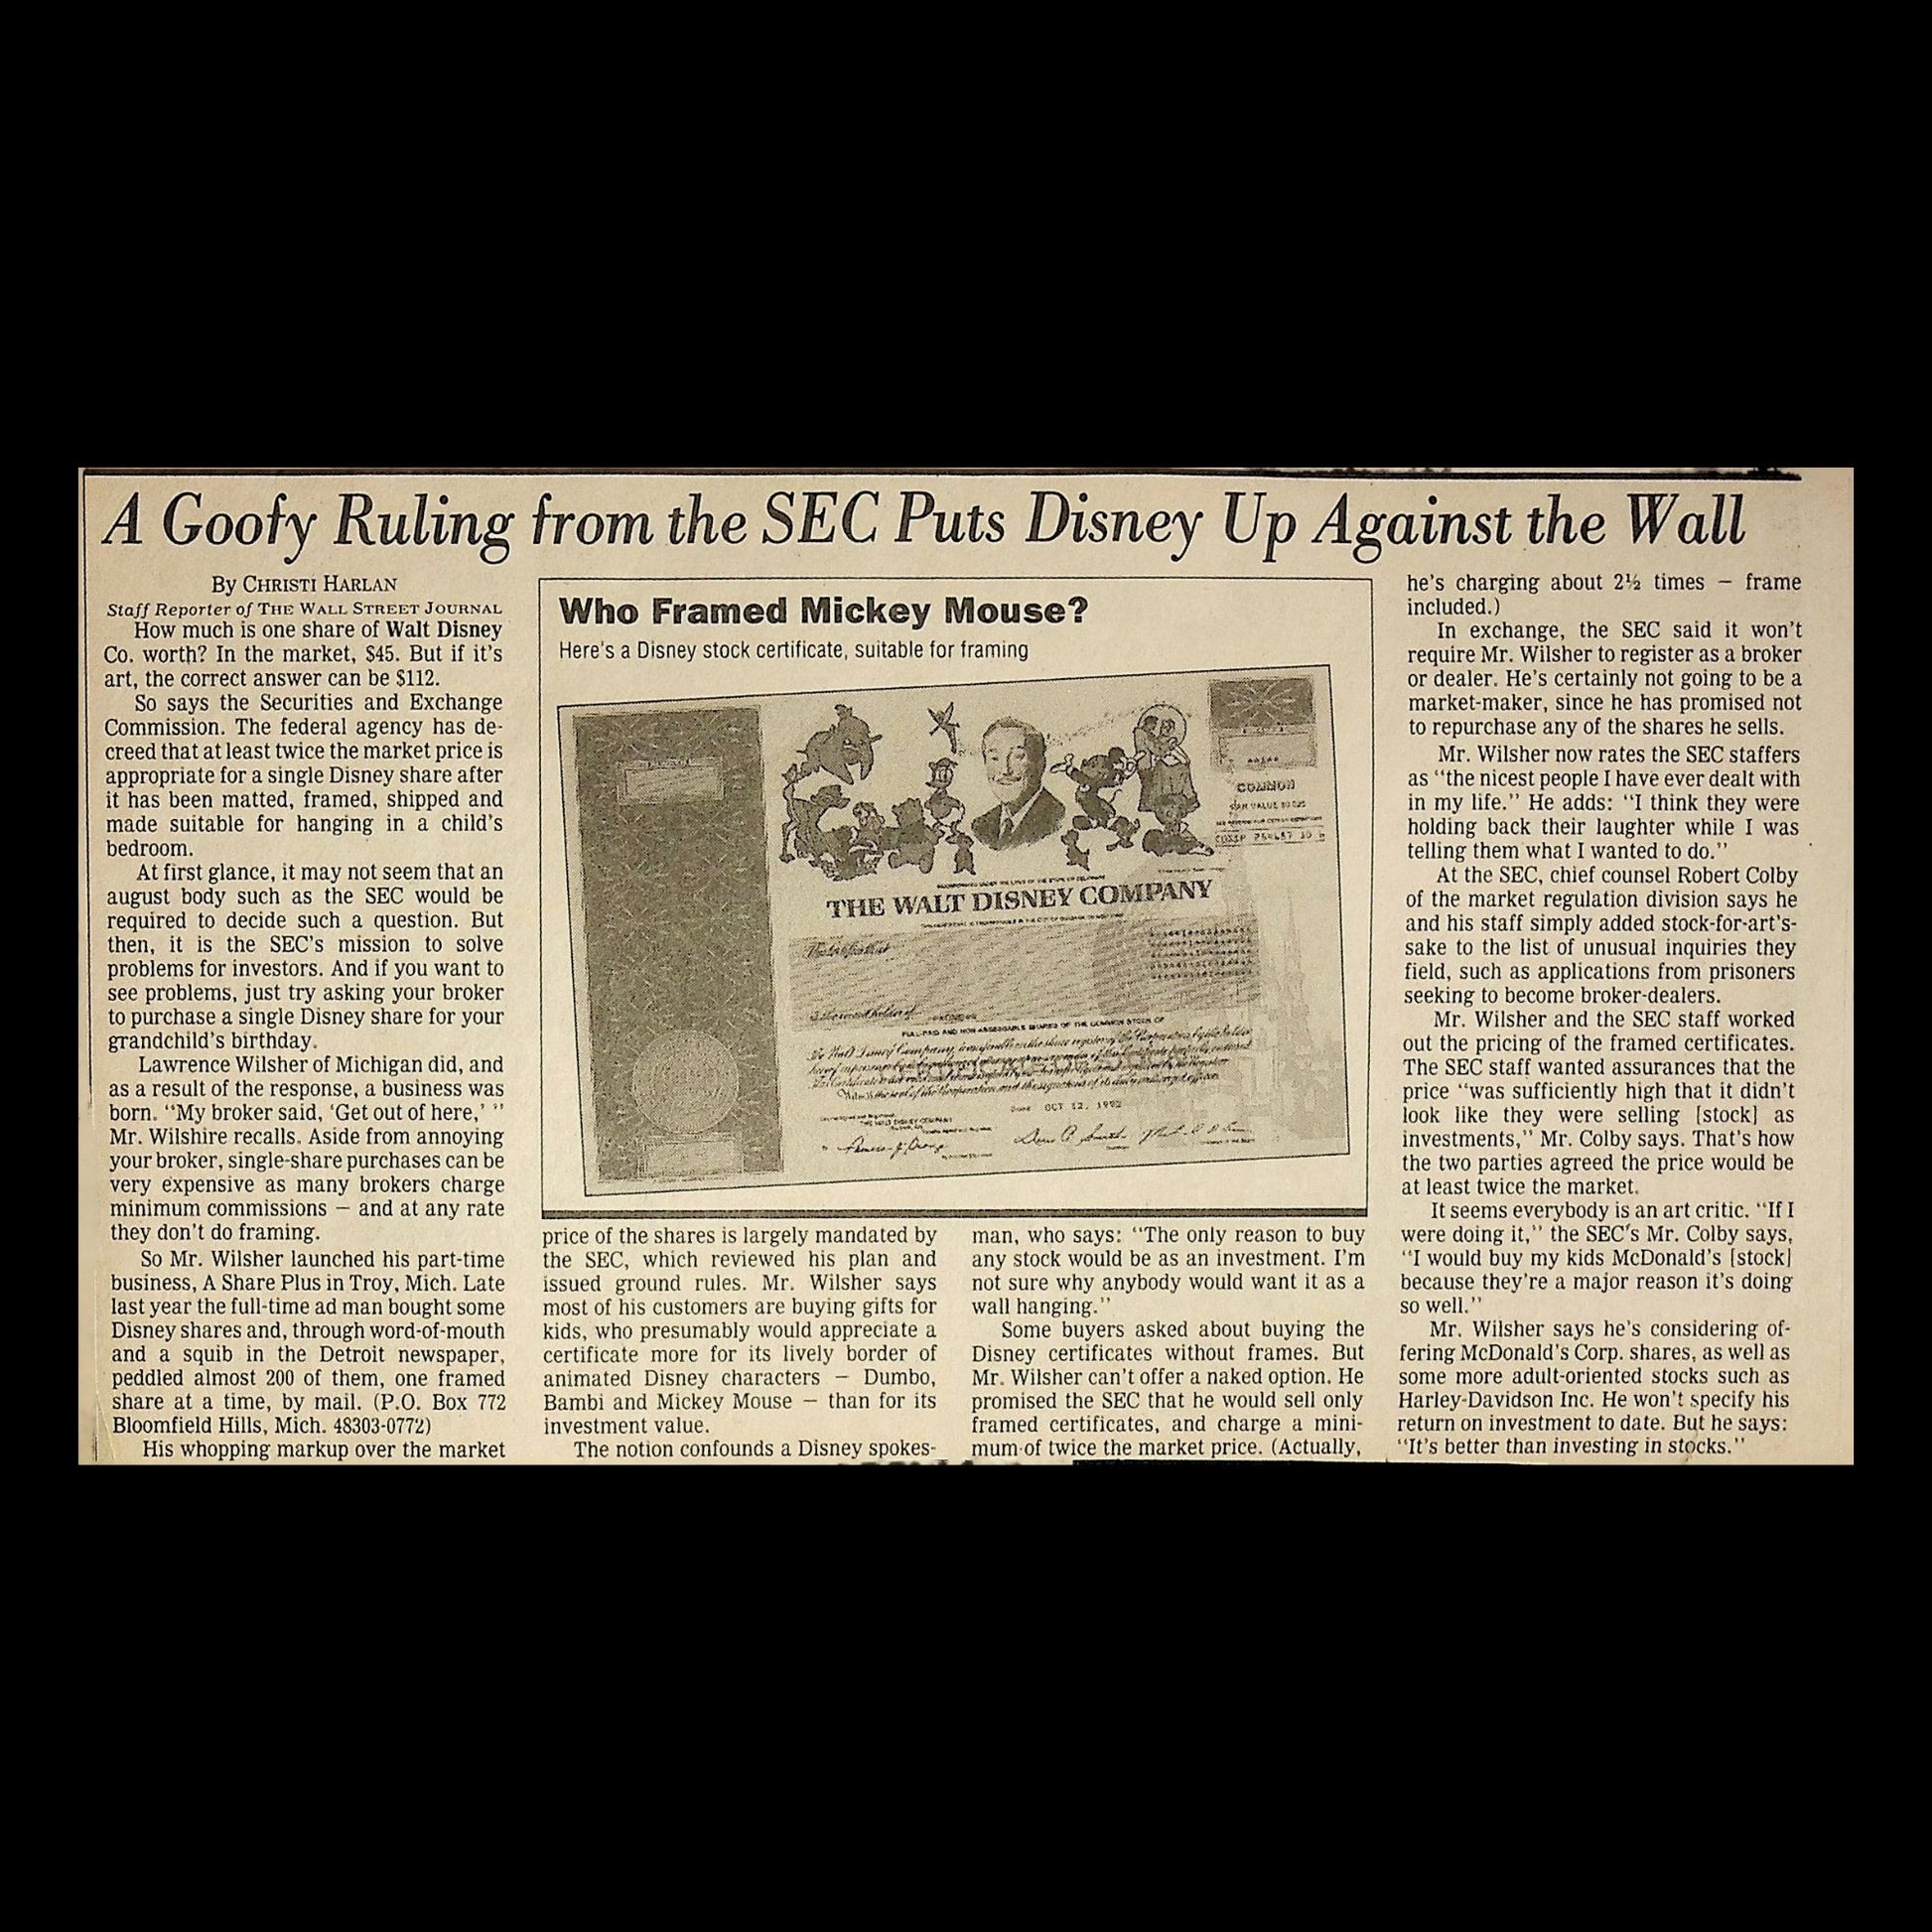 A Goofy Ruling from the SEC Puts Disney Up Against the Wall
By CHRISTI HARLAN
Staff Reporter of THE WALL STREET JOURNAL
How much is one share of Walt Disney
Co. worth? In the market, $45. But if it's
art, the correct answer can be $112.
So says the Securities and Exchange
Commission. The federal agency has de-
creed that at least twice the market price is
appropriate for a single Disney share after
it has been matted, framed, shipped and
made suitable for hanging in a child's
bedroom.
At first glance, it may not seem that an
august body such as the SEC would be
required to decide such a question. But
then, it is the SEC's mission to solve
problems for investors. And if you want to
see problems, just try asking your broker
to purchase a single Disney share for your
grandchild's birthday.
Lawrence Wilsher of Michigan did, and
as a result of the response, a business was
born. "My broker said, 'Get out of here,' "
Mr. Wilshire recalls. Aside from annoying
your broker, single-share purchases can be
very expensive as many brokers charge
minimum commissions — and at any rate
they don't do framing.
So Mr. Wilsher launched his part-time
business, A Share Plus in Troy, Mich. Late
last year the full-time ad man bought some
Disney shares and, through word-of-mouth
and a squib in the Detroit newspaper,
peddled almost 200 of them, one framed
share at a time, by mail. (P.O. Box 772
Bloomfield Hills, Mich. 48303-0772)
His whopping markup over the market
Who Framed Mickey Mouse?
Here's a Disney stock certificate, suitable for framing
COMMON
THE WALT DISNEY COMPANY
FULL-PAID AND NON-ASSESSABLE SHARES OF THE COMMON STOCK OF
OCT 12, 1992
price of the shares is largely mandated by
the SEC, which reviewed his plan and
issued ground rules. Mr. Wilsher says
most of his customers are buying gifts for
kids, who presumably would appreciate a
certificate more for its lively border of
animated Disney characters — Dumbo,
Bambi and Mickey Mouse — than for its
investment value.
The notion confounds a Disney spokes-
man, who says: "The only reason to buy
any stock would be as an investment. I'm
not sure why anybody would want it as a
wall hanging."
Some buyers asked about buying the
Disney certificates without frames. But
Mr. Wilsher can't offer a naked option. He
promised the SEC that he would sell only
framed certificates, and charge a mini-
mum of twice the market price. (Actually,
he's charging about 2½ times — frame
included.)
In exchange, the SEC said it won't
require Mr. Wilsher to register as a broker
or dealer. He's certainly not going to be a
market-maker, since he has promised not
to repurchase any of the shares he sells.
Mr. Wilsher now rates the SEC staffers
as "the nicest people I have ever dealt with
in my life." He adds: "I think they were
holding back their laughter while I was
telling them what I wanted to do."
At the SEC, chief counsel Robert Colby
of the market regulation division says he
and his staff simply added stock-for-art's-
sake to the list of unusual inquiries they
field, such as applications from prisoners
seeking to become broker-dealers.
Mr. Wilsher and the SEC staff worked
out the pricing of the framed certificates.
The SEC staff wanted assurances that the
price "was sufficiently high that it didn't
look like they were selling [stock] as
investments," Mr. Colby says. That's how
the two parties agreed the price would be
at least twice the market.
It seems everybody is an art critic. "If I
were doing it," the SEC's Mr. Colby says,
"I would buy my kids McDonald's [stock]
because they're a major reason it's doing
so well."
Mr. Wilsher says he's considering of-
fering McDonald's Corp. shares, as well as
some more adult-oriented stocks such as
Harley-Davidson Inc. He won't specify his
return on investment to date. But he says:
"It's better than investing in stocks."